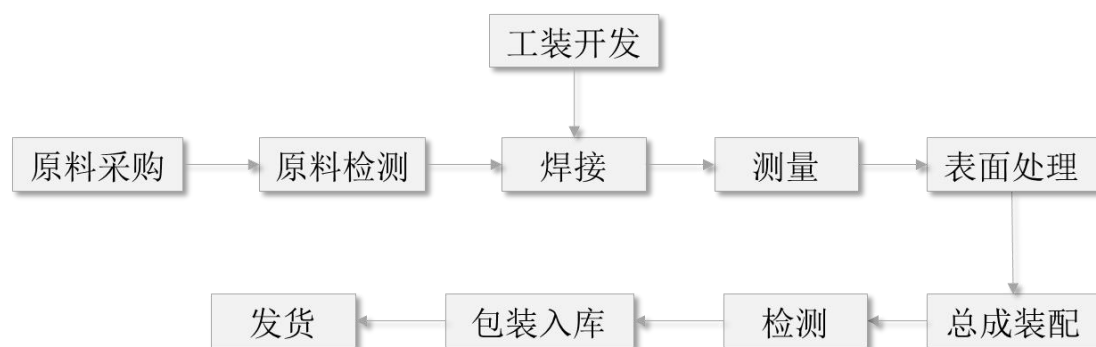 工装开发
原料采购
原料检测
焊接
测量
表面处理
总成装配
检测
包装入库
发货